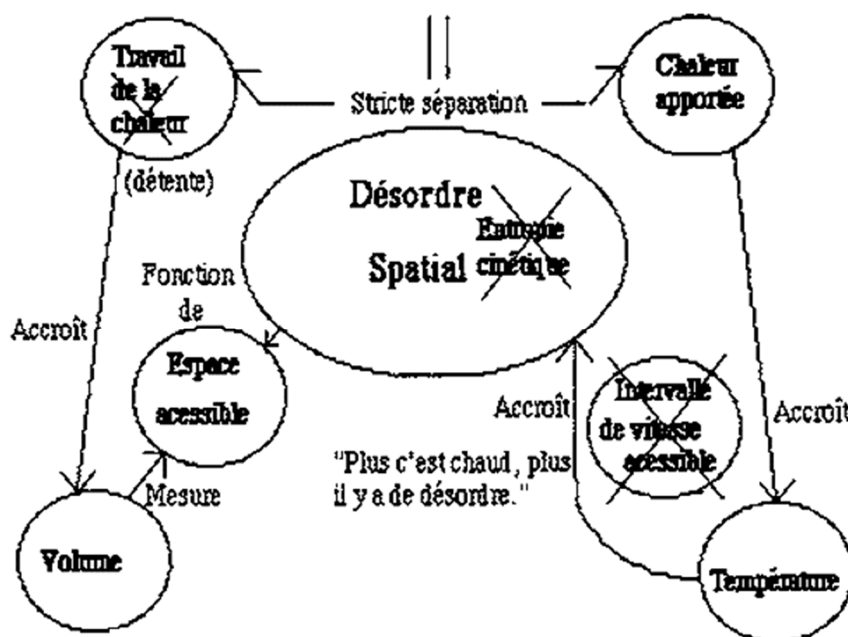 Travail
de la
chaleur
(détente)
Stricte séparation
Chaleur
apportée
Désordre
Spatial
Entropie
cinétique
Fonction
de
Accroît
Espace
acessible
Mesure
Volume
Accroît
"Plus c'est chaud, plus
il y a de désordre."
Intervalle
de vitesse
acessible
Accroît
Température